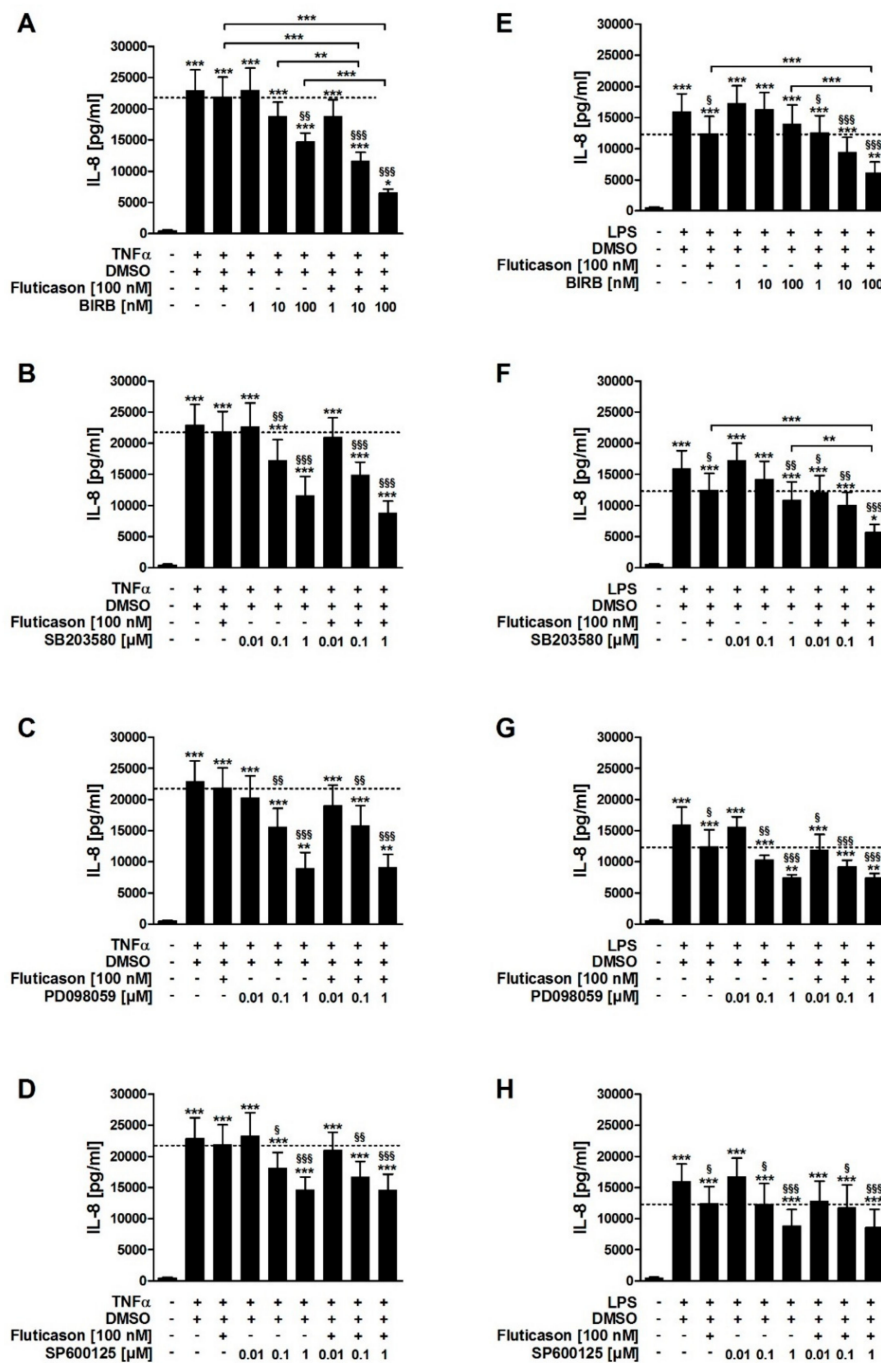 A
***
***
**
***
30000
25000
20000
15000
10000
5000
0
IL-8 [pg/ml]
*** *** *** *** §§ *** *** §§§ *** §§§ *
TNFα - + + + + + + + +
DMSO - + + + + + + + +
Fluticason [100 nM] - - + - - - + + +
BIRB [nM] - - - 1 10 100 1 10 100
E
***
***
30000
25000
20000
15000
10000
5000
0
IL-8 [pg/ml]
*** § *** *** *** *** § *** §§§ *** §§§ **
LPS - + + + + + + + +
DMSO - + + + + + + + +
Fluticason [100 nM] - - + - - - + + +
BIRB [nM] - - - 1 10 100 1 10 100
B
30000
25000
20000
15000
10000
5000
0
IL-8 [pg/ml]
*** *** *** §§ *** §§§ *** *** §§§ *** §§§ ***
TNFα - + + + + + + + +
DMSO - + + + + + + + +
Fluticason [100 nM] - - + - - - + + +
SB203580 [µM] - - - 0.01 0.1 1 0.01 0.1 1
F
***
**
30000
25000
20000
15000
10000
5000
0
IL-8 [pg/ml]
*** § *** *** *** §§ *** § *** §§ *** §§§ *
LPS - + + + + + + + +
DMSO - + + + + + + + +
Fluticason [100 nM] - - + - - - + + +
SB203580 [µM] - - - 0.01 0.1 1 0.01 0.1 1
C
30000
25000
20000
15000
10000
5000
0
IL-8 [pg/ml]
*** *** *** §§ *** §§§ ** *** §§ *** §§§ **
TNFα - + + + + + + + +
DMSO - + + + + + + + +
Fluticason [100 nM] - - + - - - + + +
PD098059 [µM] - - - 0.01 0.1 1 0.01 0.1 1
G
30000
25000
20000
15000
10000
5000
0
IL-8 [pg/ml]
*** § *** *** §§ *** §§§ ** § *** §§§ *** §§§ **
LPS - + + + + + + + +
DMSO - + + + + + + + +
Fluticason [100 nM] - - + - - - + + +
PD098059 [µM] - - - 0.01 0.1 1 0.01 0.1 1
D
30000
25000
20000
15000
10000
5000
0
IL-8 [pg/ml]
*** *** *** § *** §§§ *** *** §§ *** §§§ ***
TNFα - + + + + + + + +
DMSO - + + + + + + + +
Fluticason [100 nM] - - + - - - + + +
SP600125 [µM] - - - 0.01 0.1 1 0.01 0.1 1
H
30000
25000
20000
15000
10000
5000
0
IL-8 [pg/ml]
*** § *** *** § *** §§§ *** *** § *** §§§ ***
LPS - + + + + + + + +
DMSO - + + + + + + + +
Fluticason [100 nM] - - + - - - + + +
SP600125 [µM] - - - 0.01 0.1 1 0.01 0.1 1